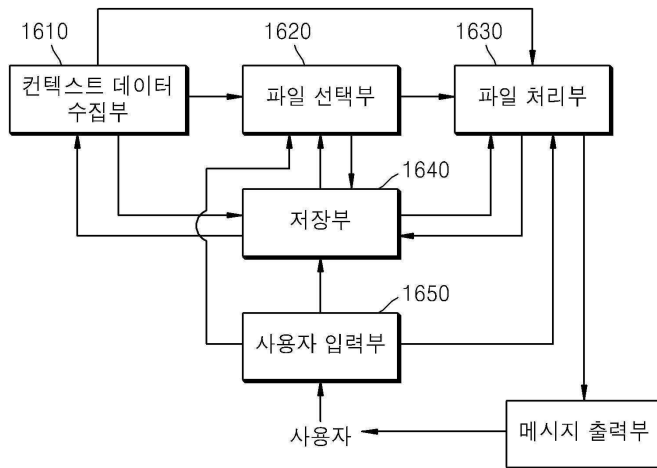 1610
1620
1630
컨텍스트 데이터
수집부
파일 선택부
파일 처리부
1640
저장부
1650
사용자 입력부
사용자
메시지 출력부